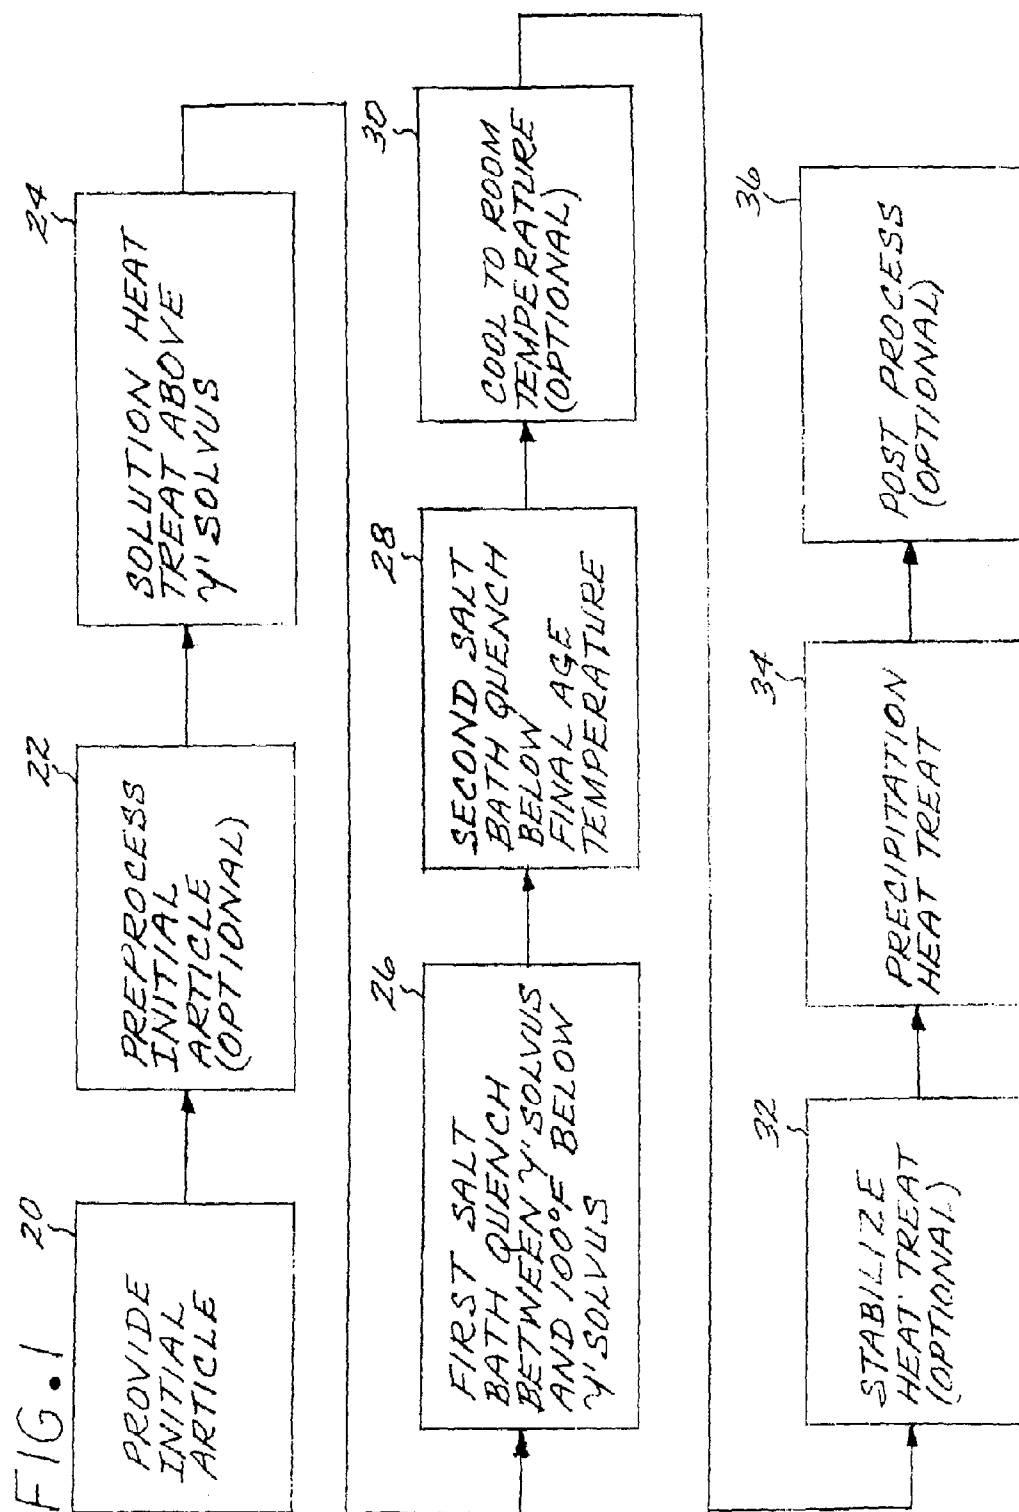 FIG. 1
20
PROVIDE
INITIAL
ARTICLE
22
PREPROCESS
INITIAL
ARTICLE
(OPTIONAL)
24
SOLUTION HEAT
TREAT ABOVE
γ' SOLVUS
26
FIRST SALT
BATH QUENCH
BETWEEN γ' SOLVUS
AND 100°F BELOW
γ' SOLVUS
28
SECOND SALT
BATH QUENCH
BELOW
FINAL AGE
TEMPERATURE
30
COOL TO ROOM
TEMPERATURE
(OPTIONAL)
32
STABILIZE
HEAT TREAT
(OPTIONAL)
34
PRECIPITATION
HEAT TREAT
36
POST PROCESS
(OPTIONAL)